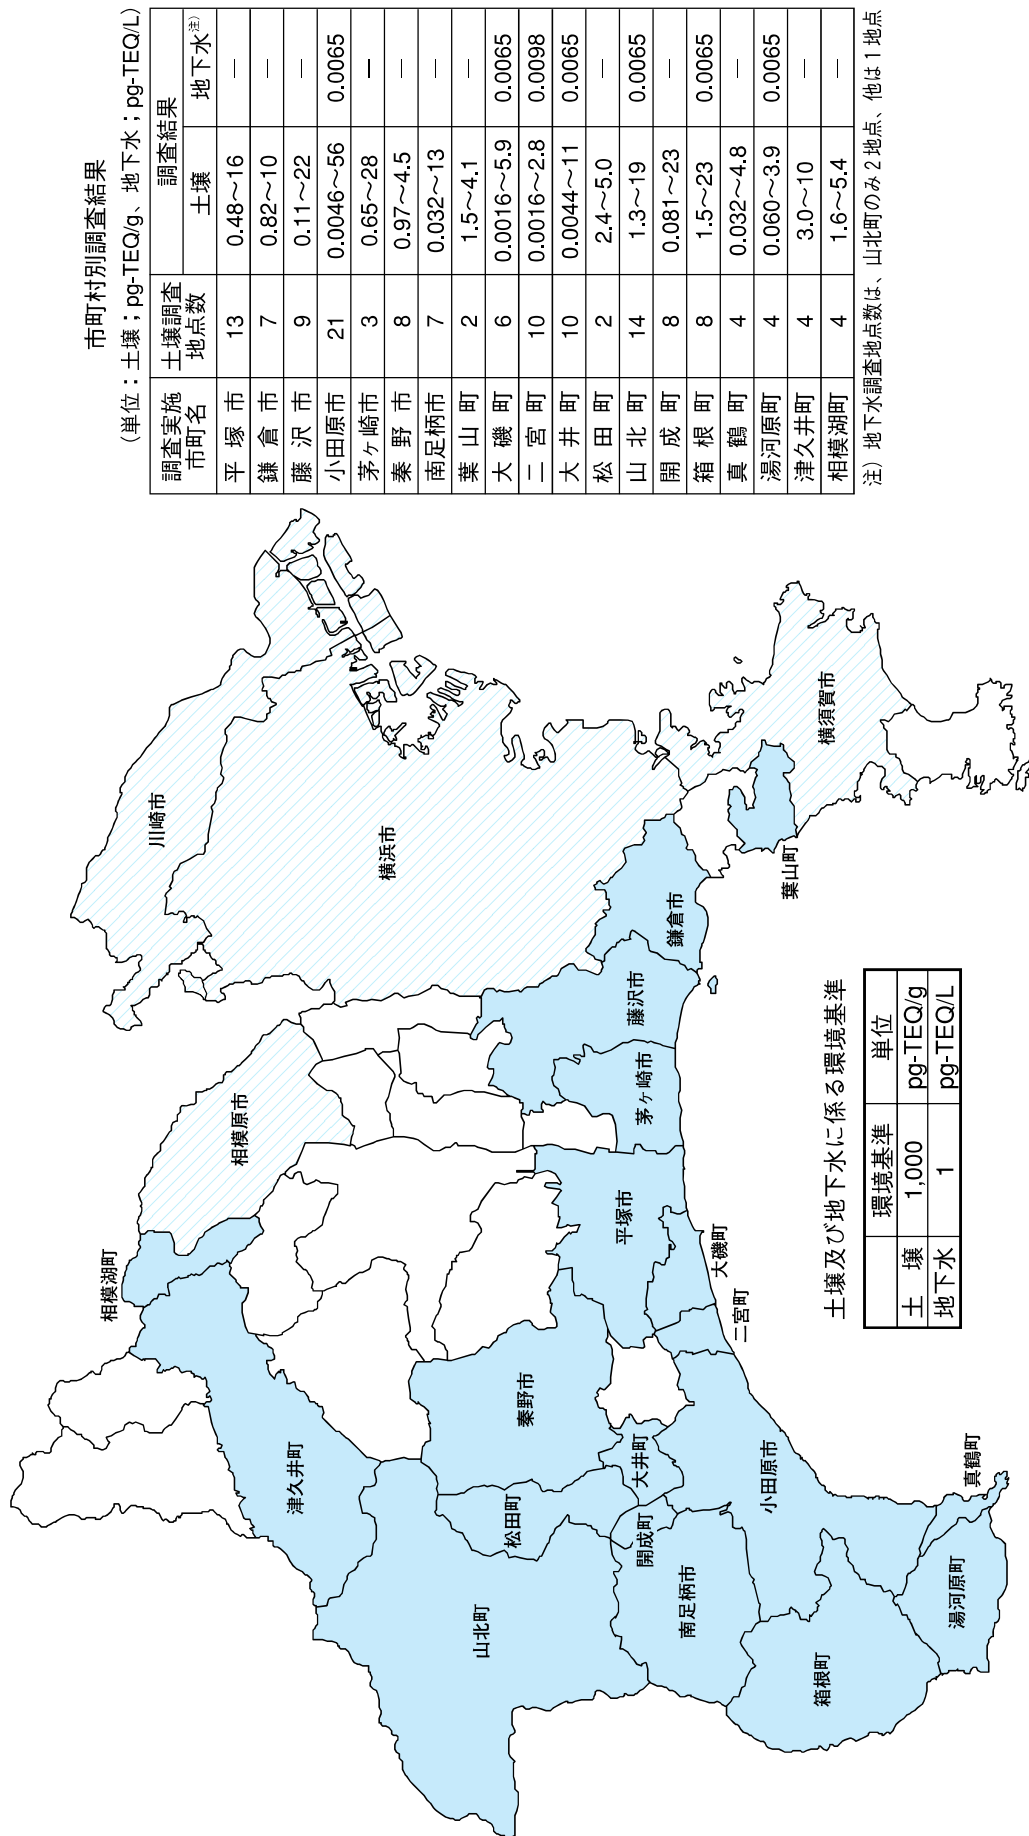 市町村別調査結果
(単位：土壌；pg-TEQ/g、地下水；pg-TEQ/L)
調査実施市町名 土壌調査地点数 調査結果
土壌 地下水注)
平塚市 13 0.48～16 －
鎌倉市 7 0.82～10 －
藤沢市 9 0.11～22 －
小田原市 21 0.0046～56 0.0065
茅ヶ崎市 3 0.65～28 －
秦野市 8 0.97～4.5 －
南足柄市 7 0.032～13 －
葉山町 2 1.5～4.1 －
大磯町 6 0.0016～5.9 0.0065
二宮町 10 0.0016～2.8 0.0098
大井町 10 0.0044～11 0.0065
松田町 2 2.4～5.0 －
山北町 14 1.3～19 0.0065
開成町 8 0.081～23 －
箱根町 8 1.5～23 0.0065
真鶴町 4 0.032～4.8 －
湯河原町 4 0.060～3.9 0.0065
津久井町 4 3.0～10 －
相模湖町 4 1.6～5.4 －
注）地下水調査地点数は、山北町のみ2地点、他は1地点
川崎市
横浜市
横須賀市
相模原市
相模湖町
津久井町
葉山町
鎌倉市
藤沢市
茅ヶ崎市
平塚市
大磯町
二宮町
秦野市
大井町
松田町
開成町
山北町
南足柄市
小田原市
箱根町
真鶴町
湯河原町
土壌及び地下水に係る環境基準
環境基準 単位
土壌 1,000 pg-TEQ/g
地下水 1 pg-TEQ/L